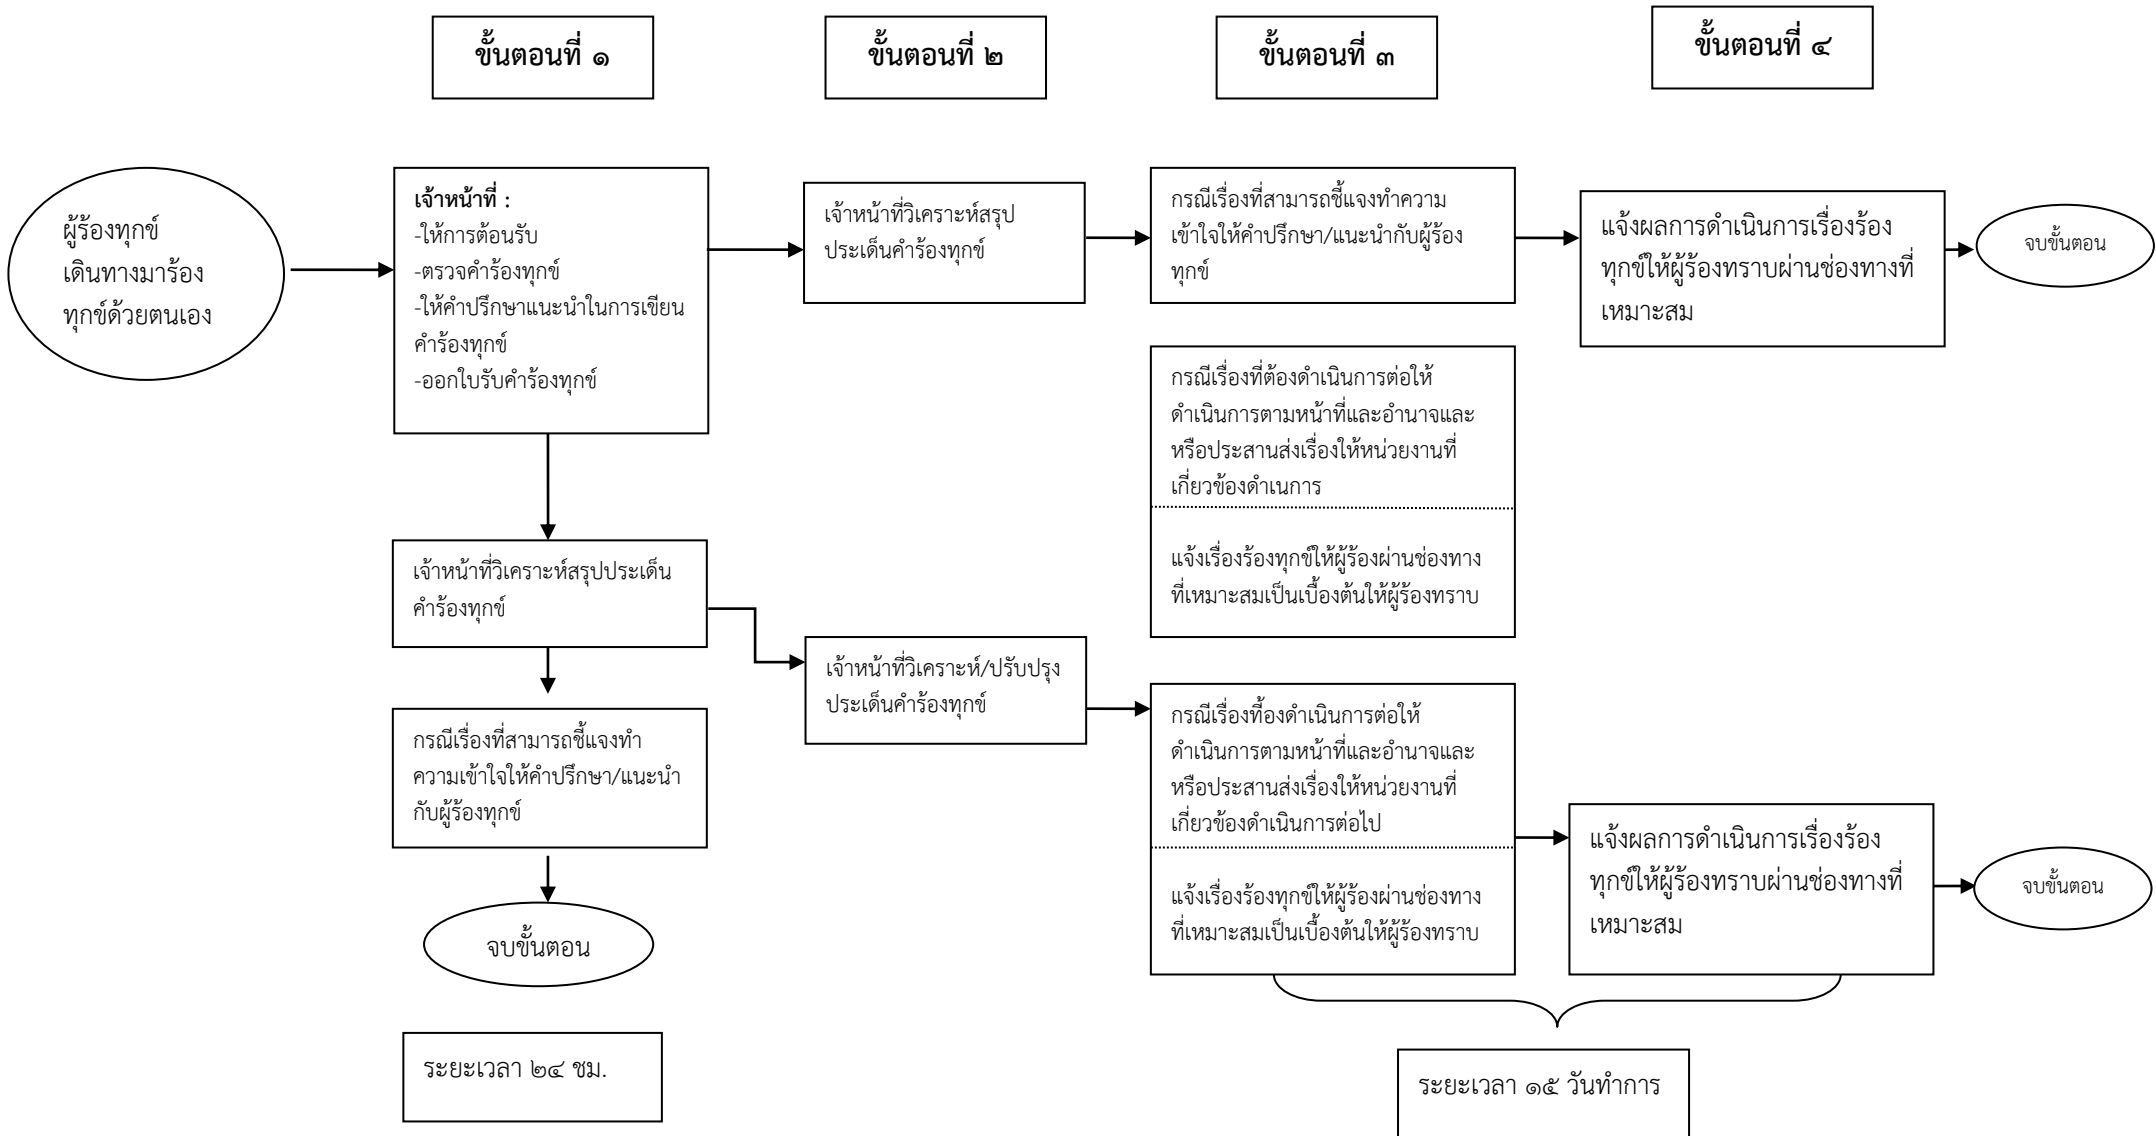 ขั้นตอนที่ ๑
ขั้นตอนที่ ๒
ขั้นตอนที่ ๓
ขั้นตอนที่ ๔
ผู้ร้องทุกข์
เดินทางมาร้อง
ทุกข์ด้วยตนเอง
เจ้าหน้าที่ :
-ให้การต้อนรับ
-ตรวจคำร้องทุกข์
-ให้คำปรึกษาแนะนำในการเขียน
คำร้องทุกข์
-ออกใบรับคำร้องทุกข์
เจ้าหน้าที่วิเคราะห์สรุป
ประเด็นคำร้องทุกข์
กรณีเรื่องที่สามารถชี้แจงทำความ
เข้าใจให้คำปรึกษา/แนะนำกับผู้ร้อง
ทุกข์
แจ้งผลการดำเนินการเรื่องร้อง
ทุกข์ให้ผู้ร้องทราบผ่านช่องทางที่
เหมาะสม
จบขั้นตอน
กรณีเรื่องที่ต้องดำเนินการต่อให้
ดำเนินการตามหน้าที่และอำนาจและ
หรือประสานส่งเรื่องให้หน่วยงานที่
เกี่ยวข้องดำเนการ
แจ้งเรื่องร้องทุกข์ให้ผู้ร้องผ่านช่องทาง
ที่เหมาะสมเป็นเบื้องต้นให้ผู้ร้องทราบ
เจ้าหน้าที่วิเคราะห์สรุปประเด็น
คำร้องทุกข์
เจ้าหน้าที่วิเคราะห์/ปรับปรุง
ประเด็นคำร้องทุกข์
กรณีเรื่องที่สามารถชี้แจงทำ
ความเข้าใจให้คำปรึกษา/แนะนำ
กับผู้ร้องทุกข์
กรณีเรื่องที้องดำเนินการต่อให้
ดำเนินการตามหน้าที่และอำนาจและ
หรือประสานส่งเรื่องให้หน่วยงานที่
เกี่ยวข้องดำเนินการต่อไป
แจ้งเรื่องร้องทุกข์ให้ผู้ร้องผ่านช่องทาง
ที่เหมาะสมเป็นเบื้องต้นให้ผู้ร้องทราบ
แจ้งผลการดำเนินการเรื่องร้อง
ทุกข์ให้ผู้ร้องทราบผ่านช่องทางที่
เหมาะสม
จบขั้นตอน
จบขั้นตอน
ระยะเวลา ๒๔ ชม.
ระยะเวลา ๑๕ วันทำการ